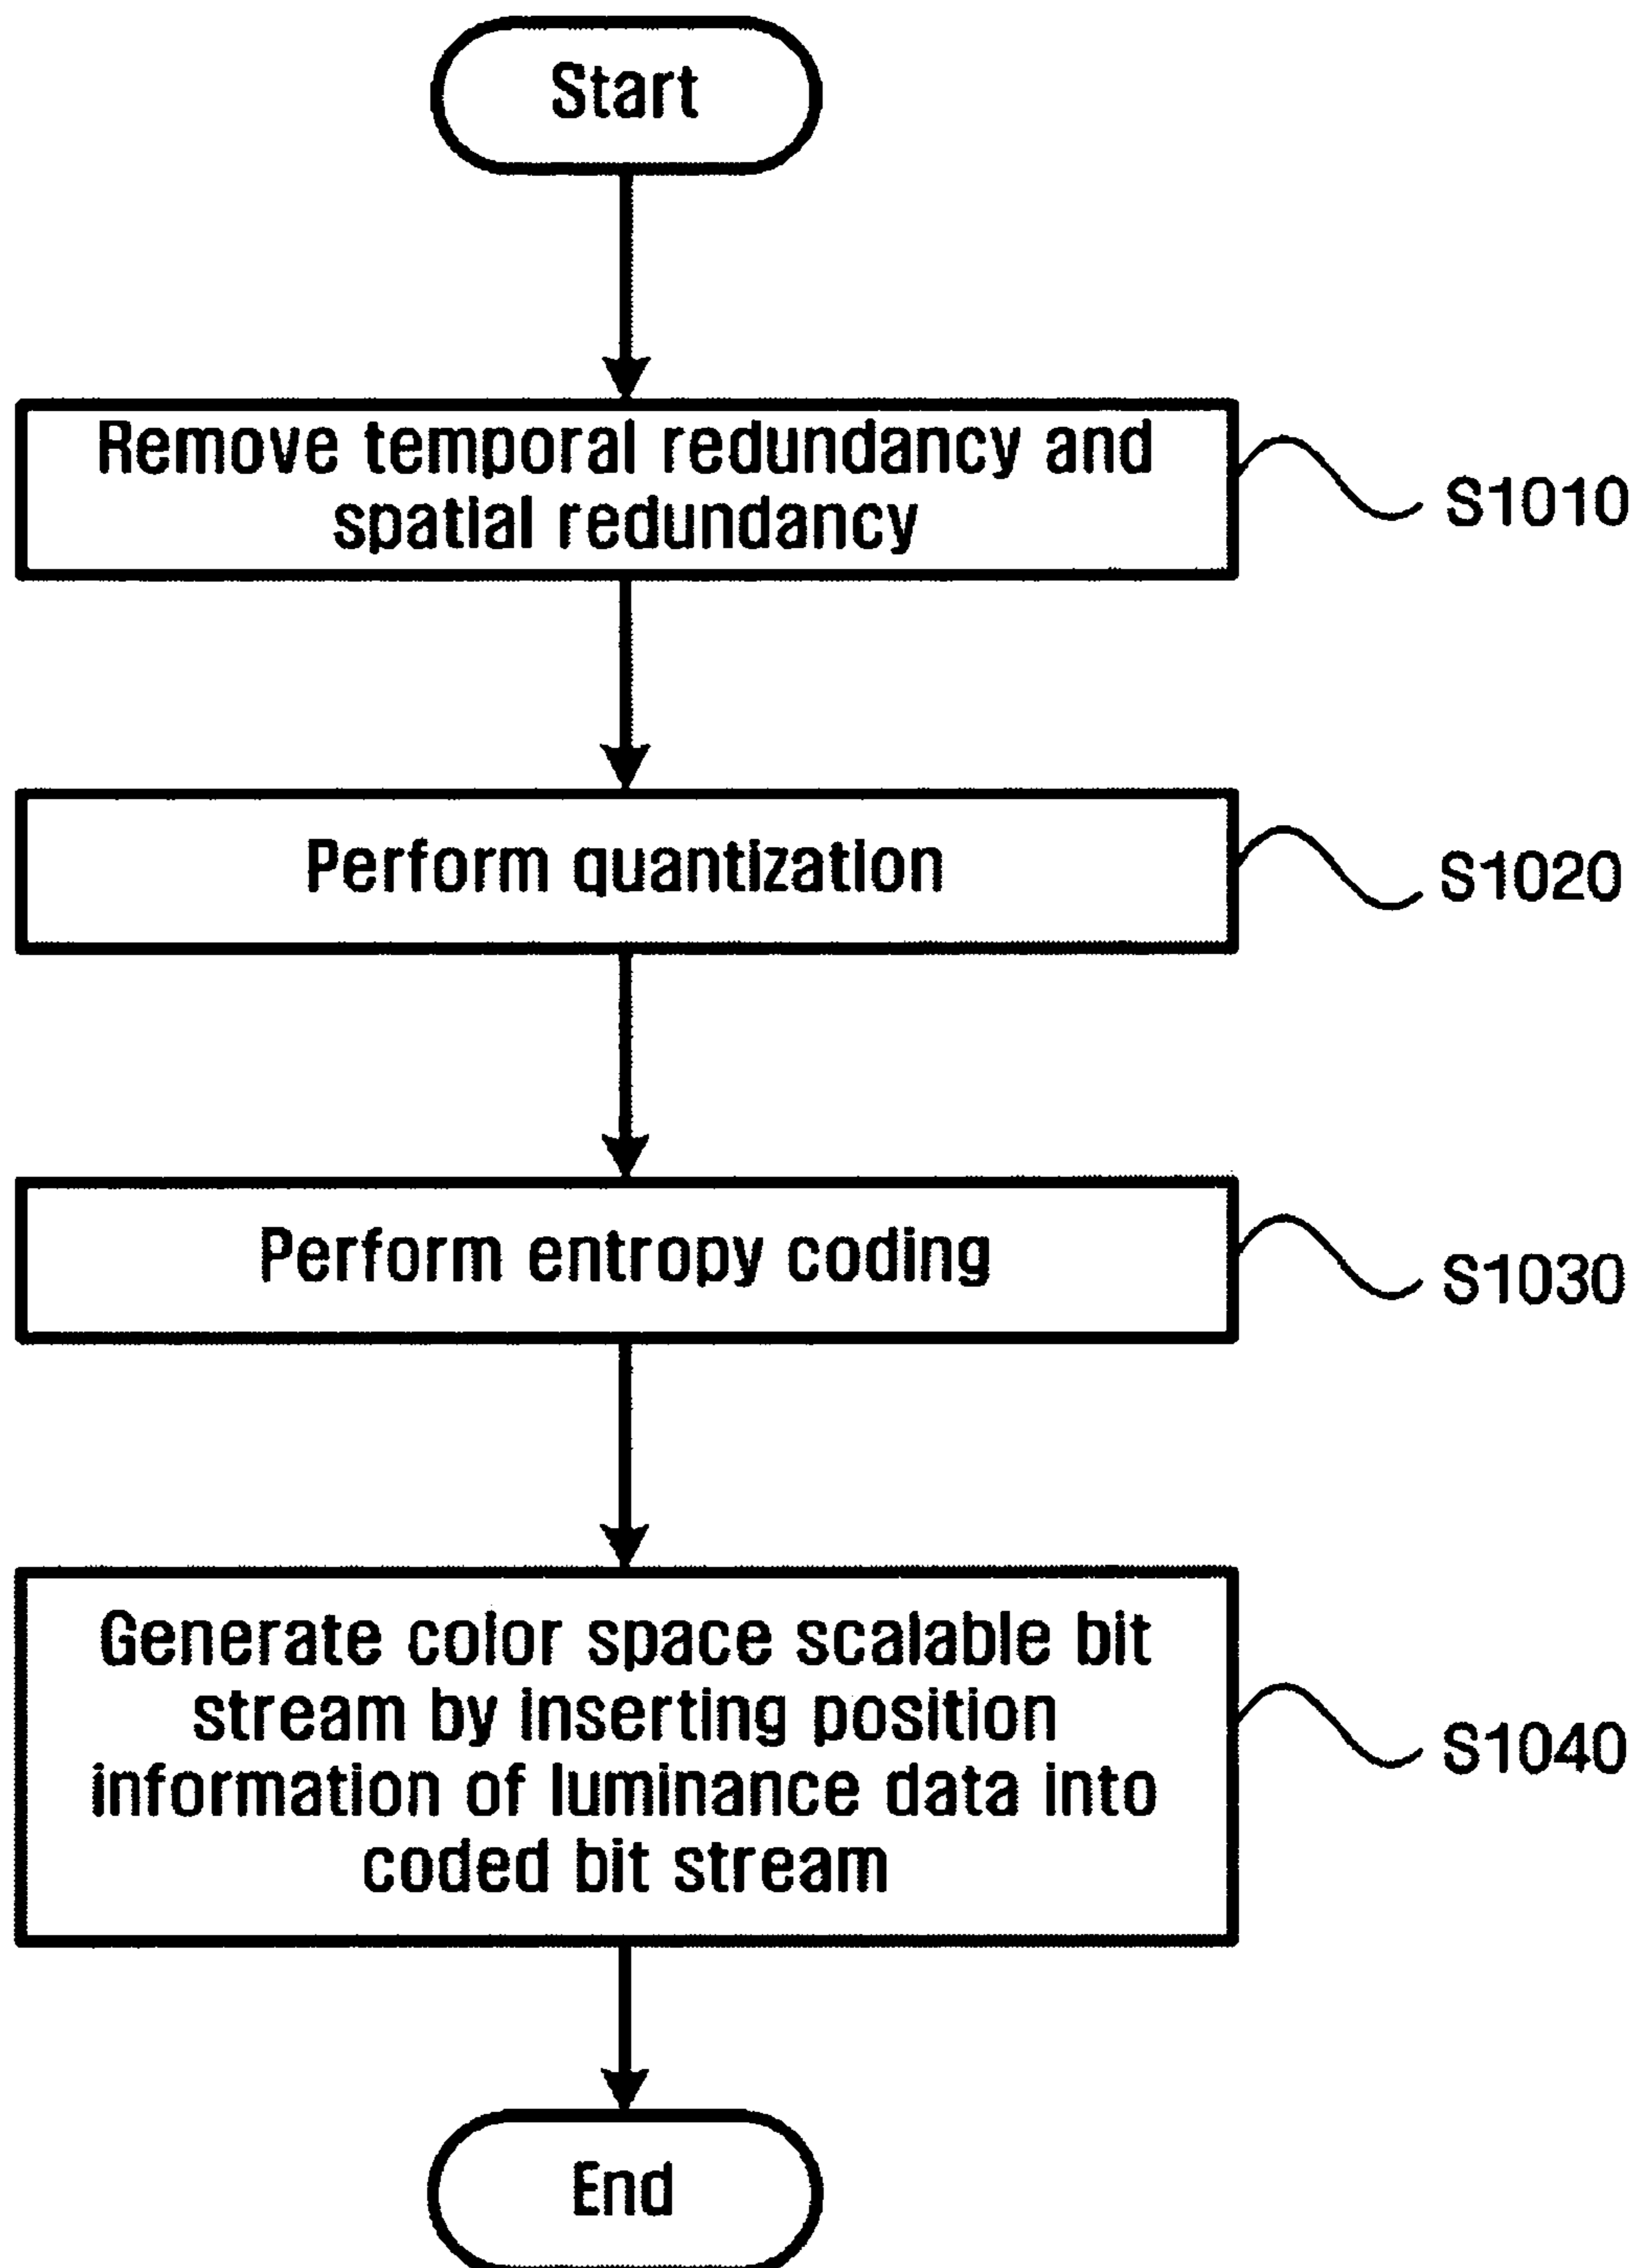 Start
Remove temporal redundancy and
spatial redundancy
S1010
Perform quantization
S1020
Perform entropy coding
S1030
Generate color space scalable bit
stream by inserting position
information of luminance data into
coded bit stream
S1040
End